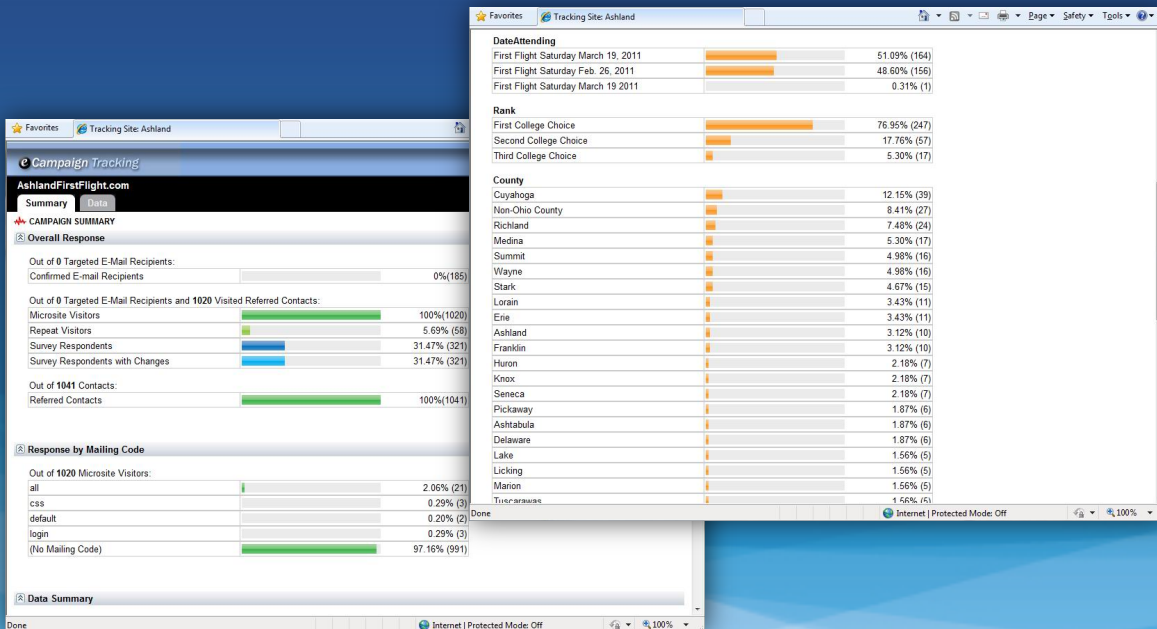 Favorites Tracking Site: Ashland
eCampaign Tracking
AshlandFirstFlight.com
Summary Data
CAMPAIGN SUMMARY
Overall Response
Out of 0 Targeted E-Mail Recipients:
Confirmed E-mail Recipients 0%(185)
Out of 0 Targeted E-Mail Recipients and 1020 Visited Referred Contacts:
Microsite Visitors 100%(1020)
Repeat Visitors 5.69% (58)
Survey Respondents 31.47% (321)
Survey Respondents with Changes 31.47% (321)
Out of 1041 Contacts:
Referred Contacts 100%(1041)
Response by Mailing Code
Out of 1020 Microsite Visitors:
all 2.06% (21)
css 0.29% (3)
default 0.20% (2)
login 0.29% (3)
(No Mailing Code) 97.16% (991)
Data Summary
Done Internet | Protected Mode: Off 100%
Favorites Tracking Site: Ashland Page Safety Tools
DateAttending
First Flight Saturday March 19, 2011 51.09% (164)
First Flight Saturday Feb. 26, 2011 48.60% (156)
First Flight Saturday March 19 2011 0.31% (1)
Rank
First College Choice 76.95% (247)
Second College Choice 17.76% (57)
Third College Choice 5.30% (17)
County
Cuyahoga 12.15% (39)
Non-Ohio County 8.41% (27)
Richland 7.48% (24)
Medina 5.30% (17)
Summit 4.98% (16)
Wayne 4.98% (16)
Stark 4.67% (15)
Lorain 3.43% (11)
Erie 3.43% (11)
Ashland 3.12% (10)
Franklin 3.12% (10)
Huron 2.18% (7)
Knox 2.18% (7)
Seneca 2.18% (7)
Pickaway 1.87% (6)
Ashtabula 1.87% (6)
Delaware 1.87% (6)
Lake 1.56% (5)
Licking 1.56% (5)
Marion 1.56% (5)
Tuscarawas 1.56% (5)
Done Internet | Protected Mode: Off 100%